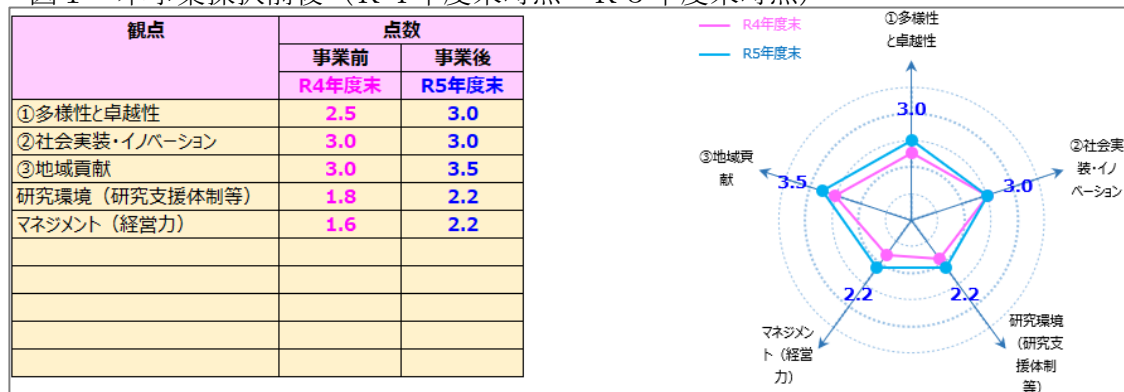 観点 点数
事業前 事業後
R4年度末 R5年度末
①多様性と卓越性 2.5 3.0
②社会実装・イノベーション 3.0 3.0
③地域貢献 3.0 3.5
研究環境（研究支援体制等） 1.8 2.2
マネジメント（経営力） 1.6 2.2
R4年度末
R5年度末
①多様性
と卓越性
3.0
②社会実
装・イノ
ベーション
3.0
研究環境
（研究支
援体制
等）
2.2
マネジメン
ト（経営
力）
2.2
③地域貢
献
3.5